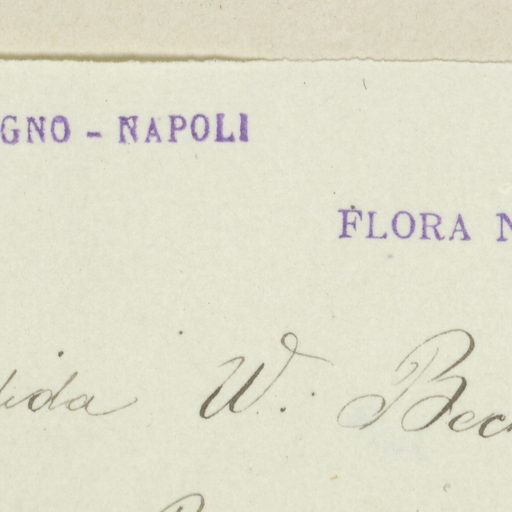 GNO - NAPOLI
FLORA N
ida W. Bec